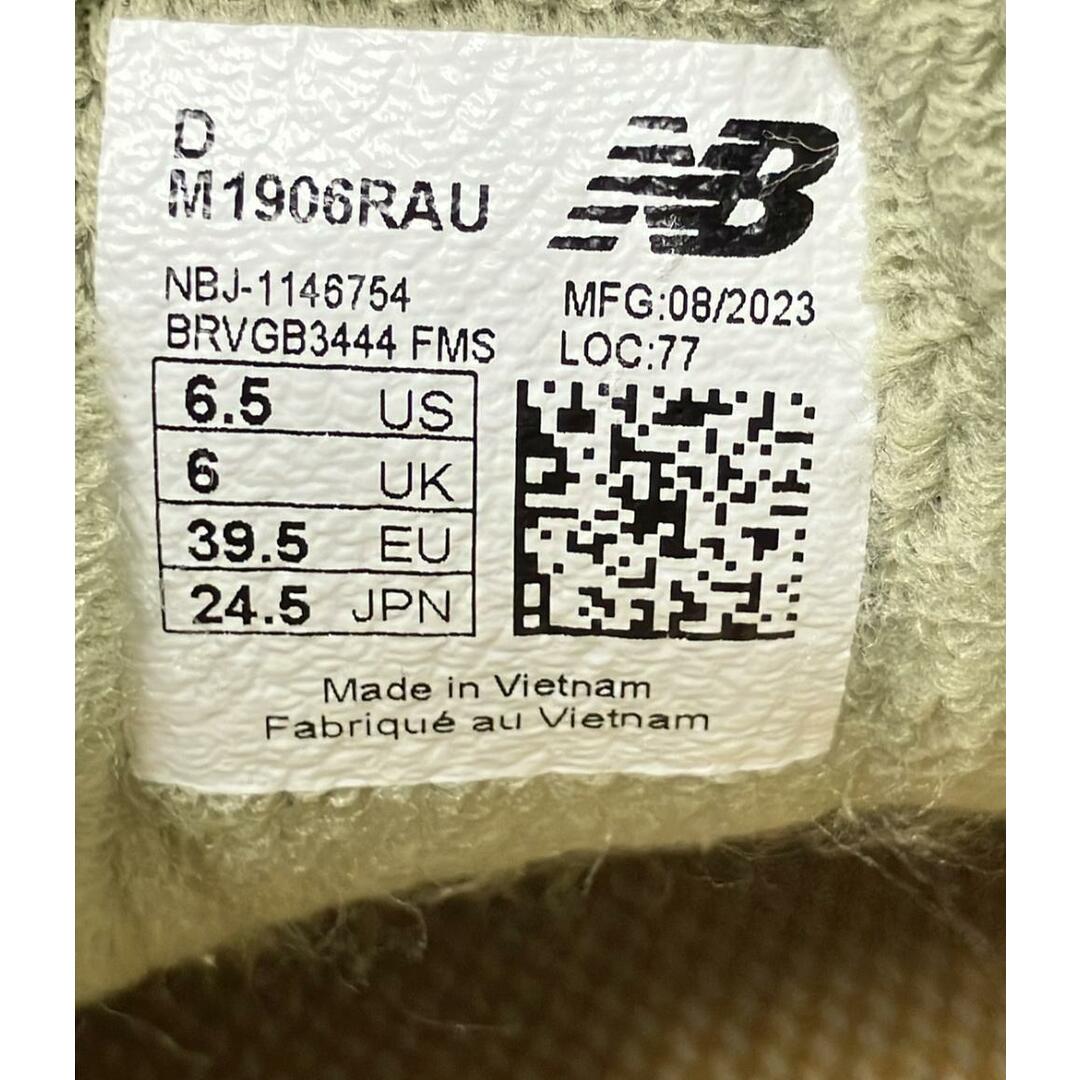 D
M1906RAU
NB
NBJ-1146754
MFG:08/2023
BRVGB3444 FMS
LOC:77
6.5 US
6 UK
39.5 EU
24.5 JPN
Made in Vietnam
Fabriqué au Vietnam